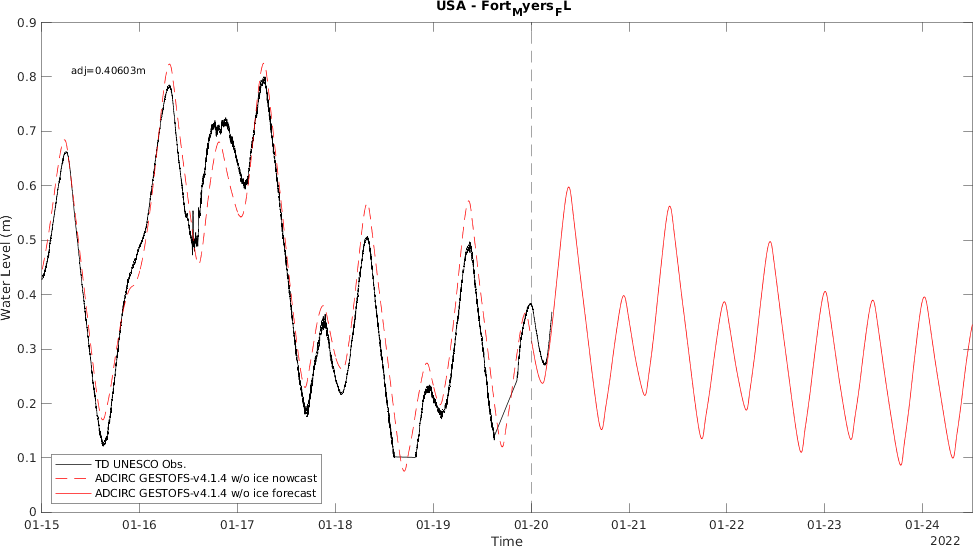 USA - Fort_Myers_FL
adj=0.40603m
0.9
0.8
0.7
0.6
0.5
0.4
0.3
0.2
0.1
0
Water Level (m)
TD UNESCO Obs.
ADCIRC GESTOFS-v4.1.4 w/o ice nowcast
ADCIRC GESTOFS-v4.1.4 w/o ice forecast
01-15 01-16 01-17 01-18 01-19 01-20 01-21 01-22 01-23 01-24
Time
2022